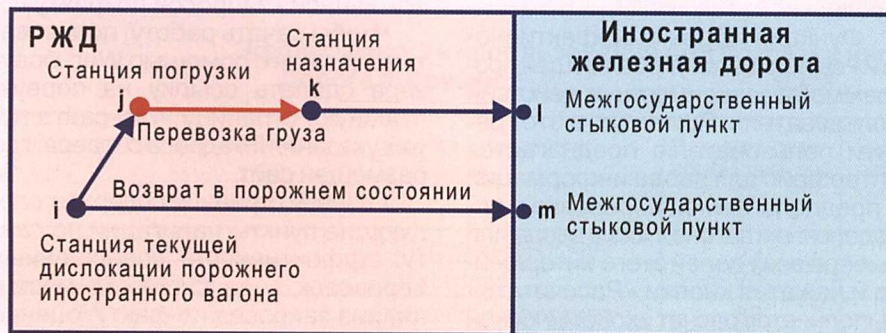 РЖД
Станция погрузки
j
Станция
назначения
k
Перевозка груза
i
Возврат в порожнем состоянии
Станция текущей
дислокации порожнего
иностранного вагона
Иностранная
железная дорога
l
Межгосударственный
стыковой пункт
m
Межгосударственный
стыковой пункт